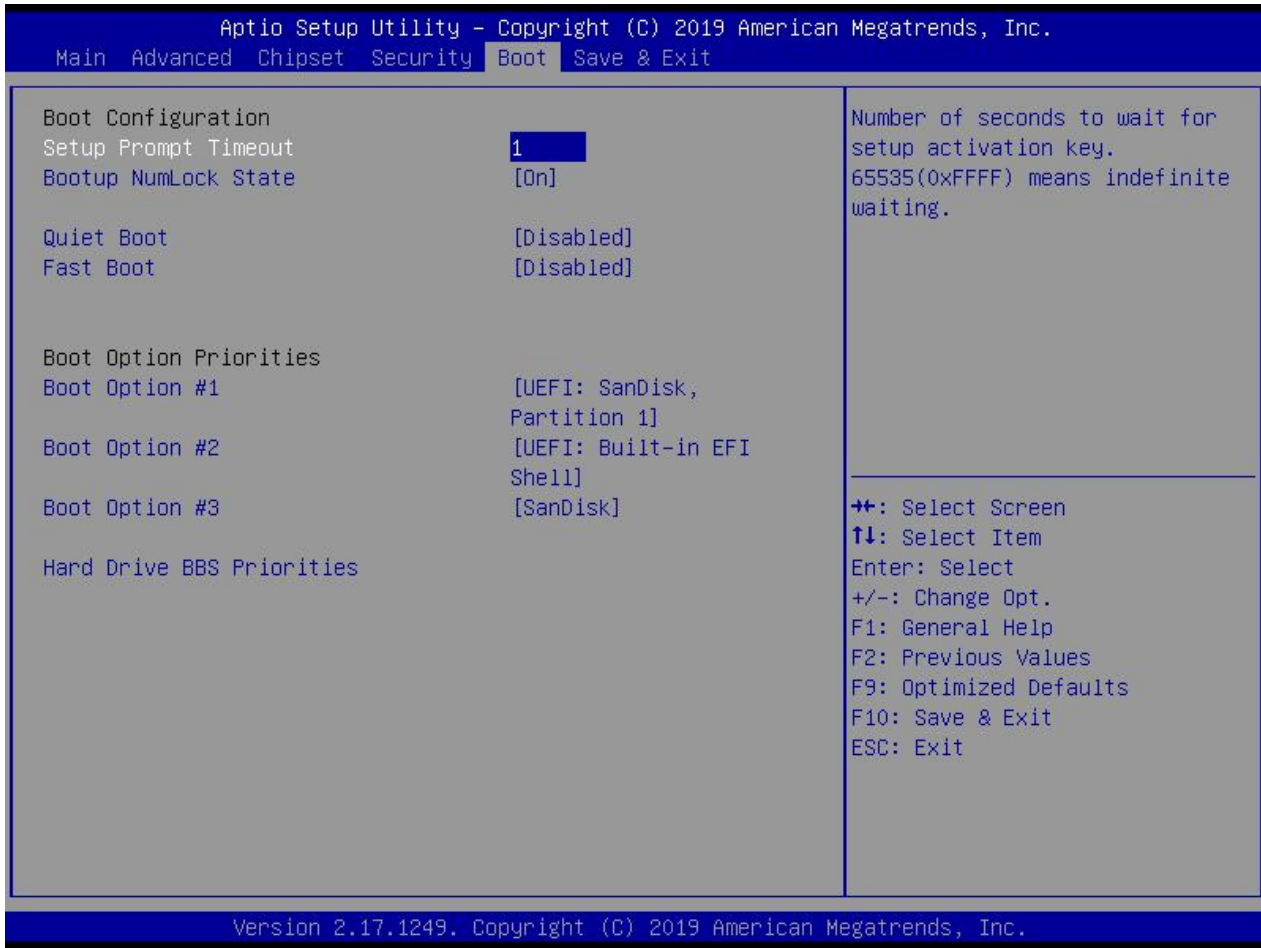 Aptio Setup Utility – Copyright (C) 2019 American Megatrends, Inc.
Main Advanced Chipset Security Boot Save & Exit
Boot Configuration
Setup Prompt Timeout 1
Bootup NumLock State [On]
Quiet Boot [Disabled]
Fast Boot [Disabled]
Boot Option Priorities
Boot Option #1 [UEFI: SanDisk,
Partition 1]
Boot Option #2 [UEFI: Built-in EFI
Shell]
Boot Option #3 [SanDisk]
Hard Drive BBS Priorities
Number of seconds to wait for
setup activation key.
65535(0xFFFF) means indefinite
waiting.
→←: Select Screen
↑↓: Select Item
Enter: Select
+/-: Change Opt.
F1: General Help
F2: Previous Values
F9: Optimized Defaults
F10: Save & Exit
ESC: Exit
Version 2.17.1249. Copyright (C) 2019 American Megatrends, Inc.